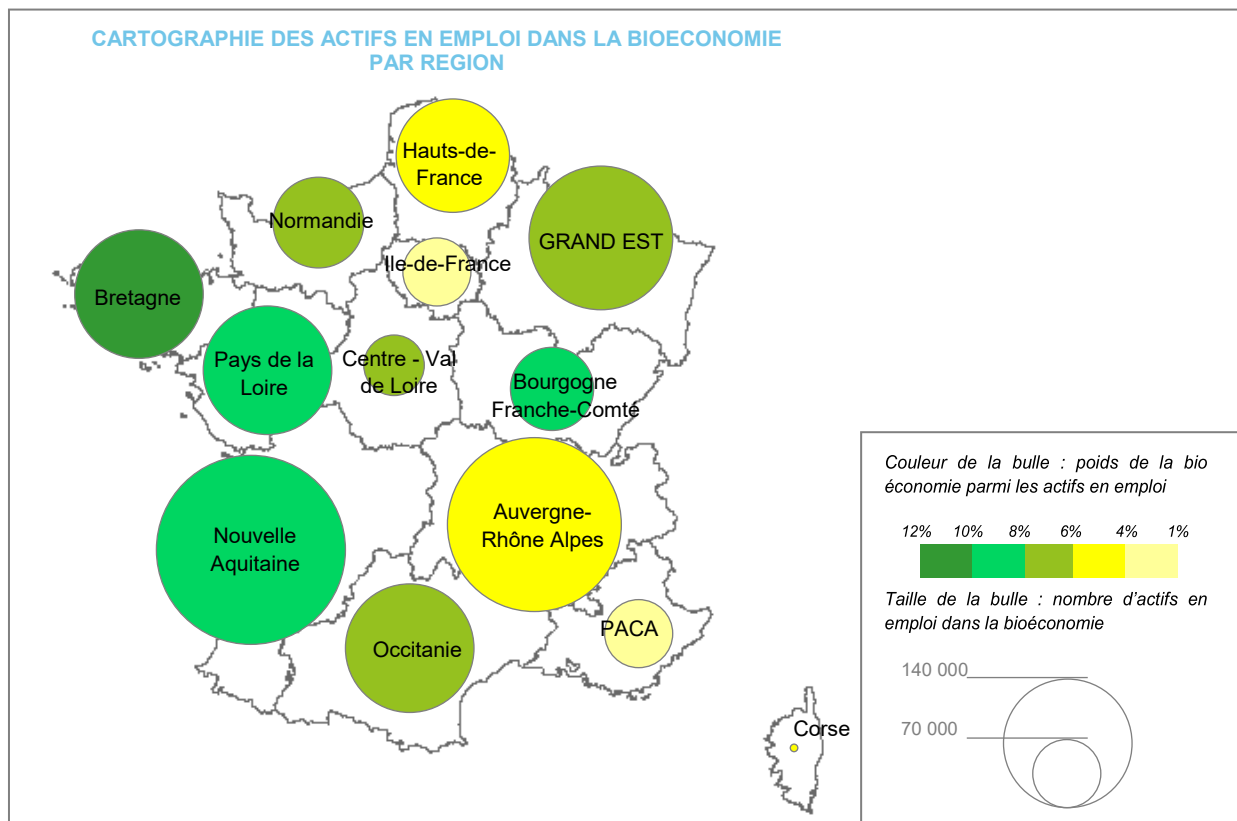 CARTOGRAPHIE DES ACTIFS EN EMPLOI DANS LA BIOECONOMIE
PAR REGION
Hauts-de-
France
Normandie
GRAND EST
Ile-de-France
Bretagne
Pays de la
Loire
Centre - Val
de Loire
Bourgogne
Franche-Comté
Nouvelle
Aquitaine
Auvergne-
Rhône Alpes
Occitanie
PACA
Corse
Couleur de la bulle : poids de la bio
économie parmi les actifs en emploi
12% 10% 8% 6% 4% 1%
Taille de la bulle : nombre d'actifs en
emploi dans la bioéconomie
140 000
70 000